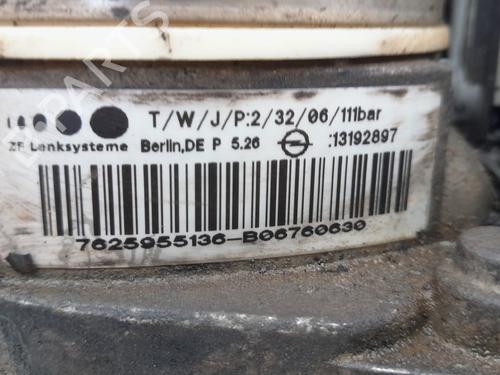 T/W/J/P:2/32/06/111bar
ZF Lenksysteme Berlin,DE P 5.26 :13192897
7625955136-B06760630